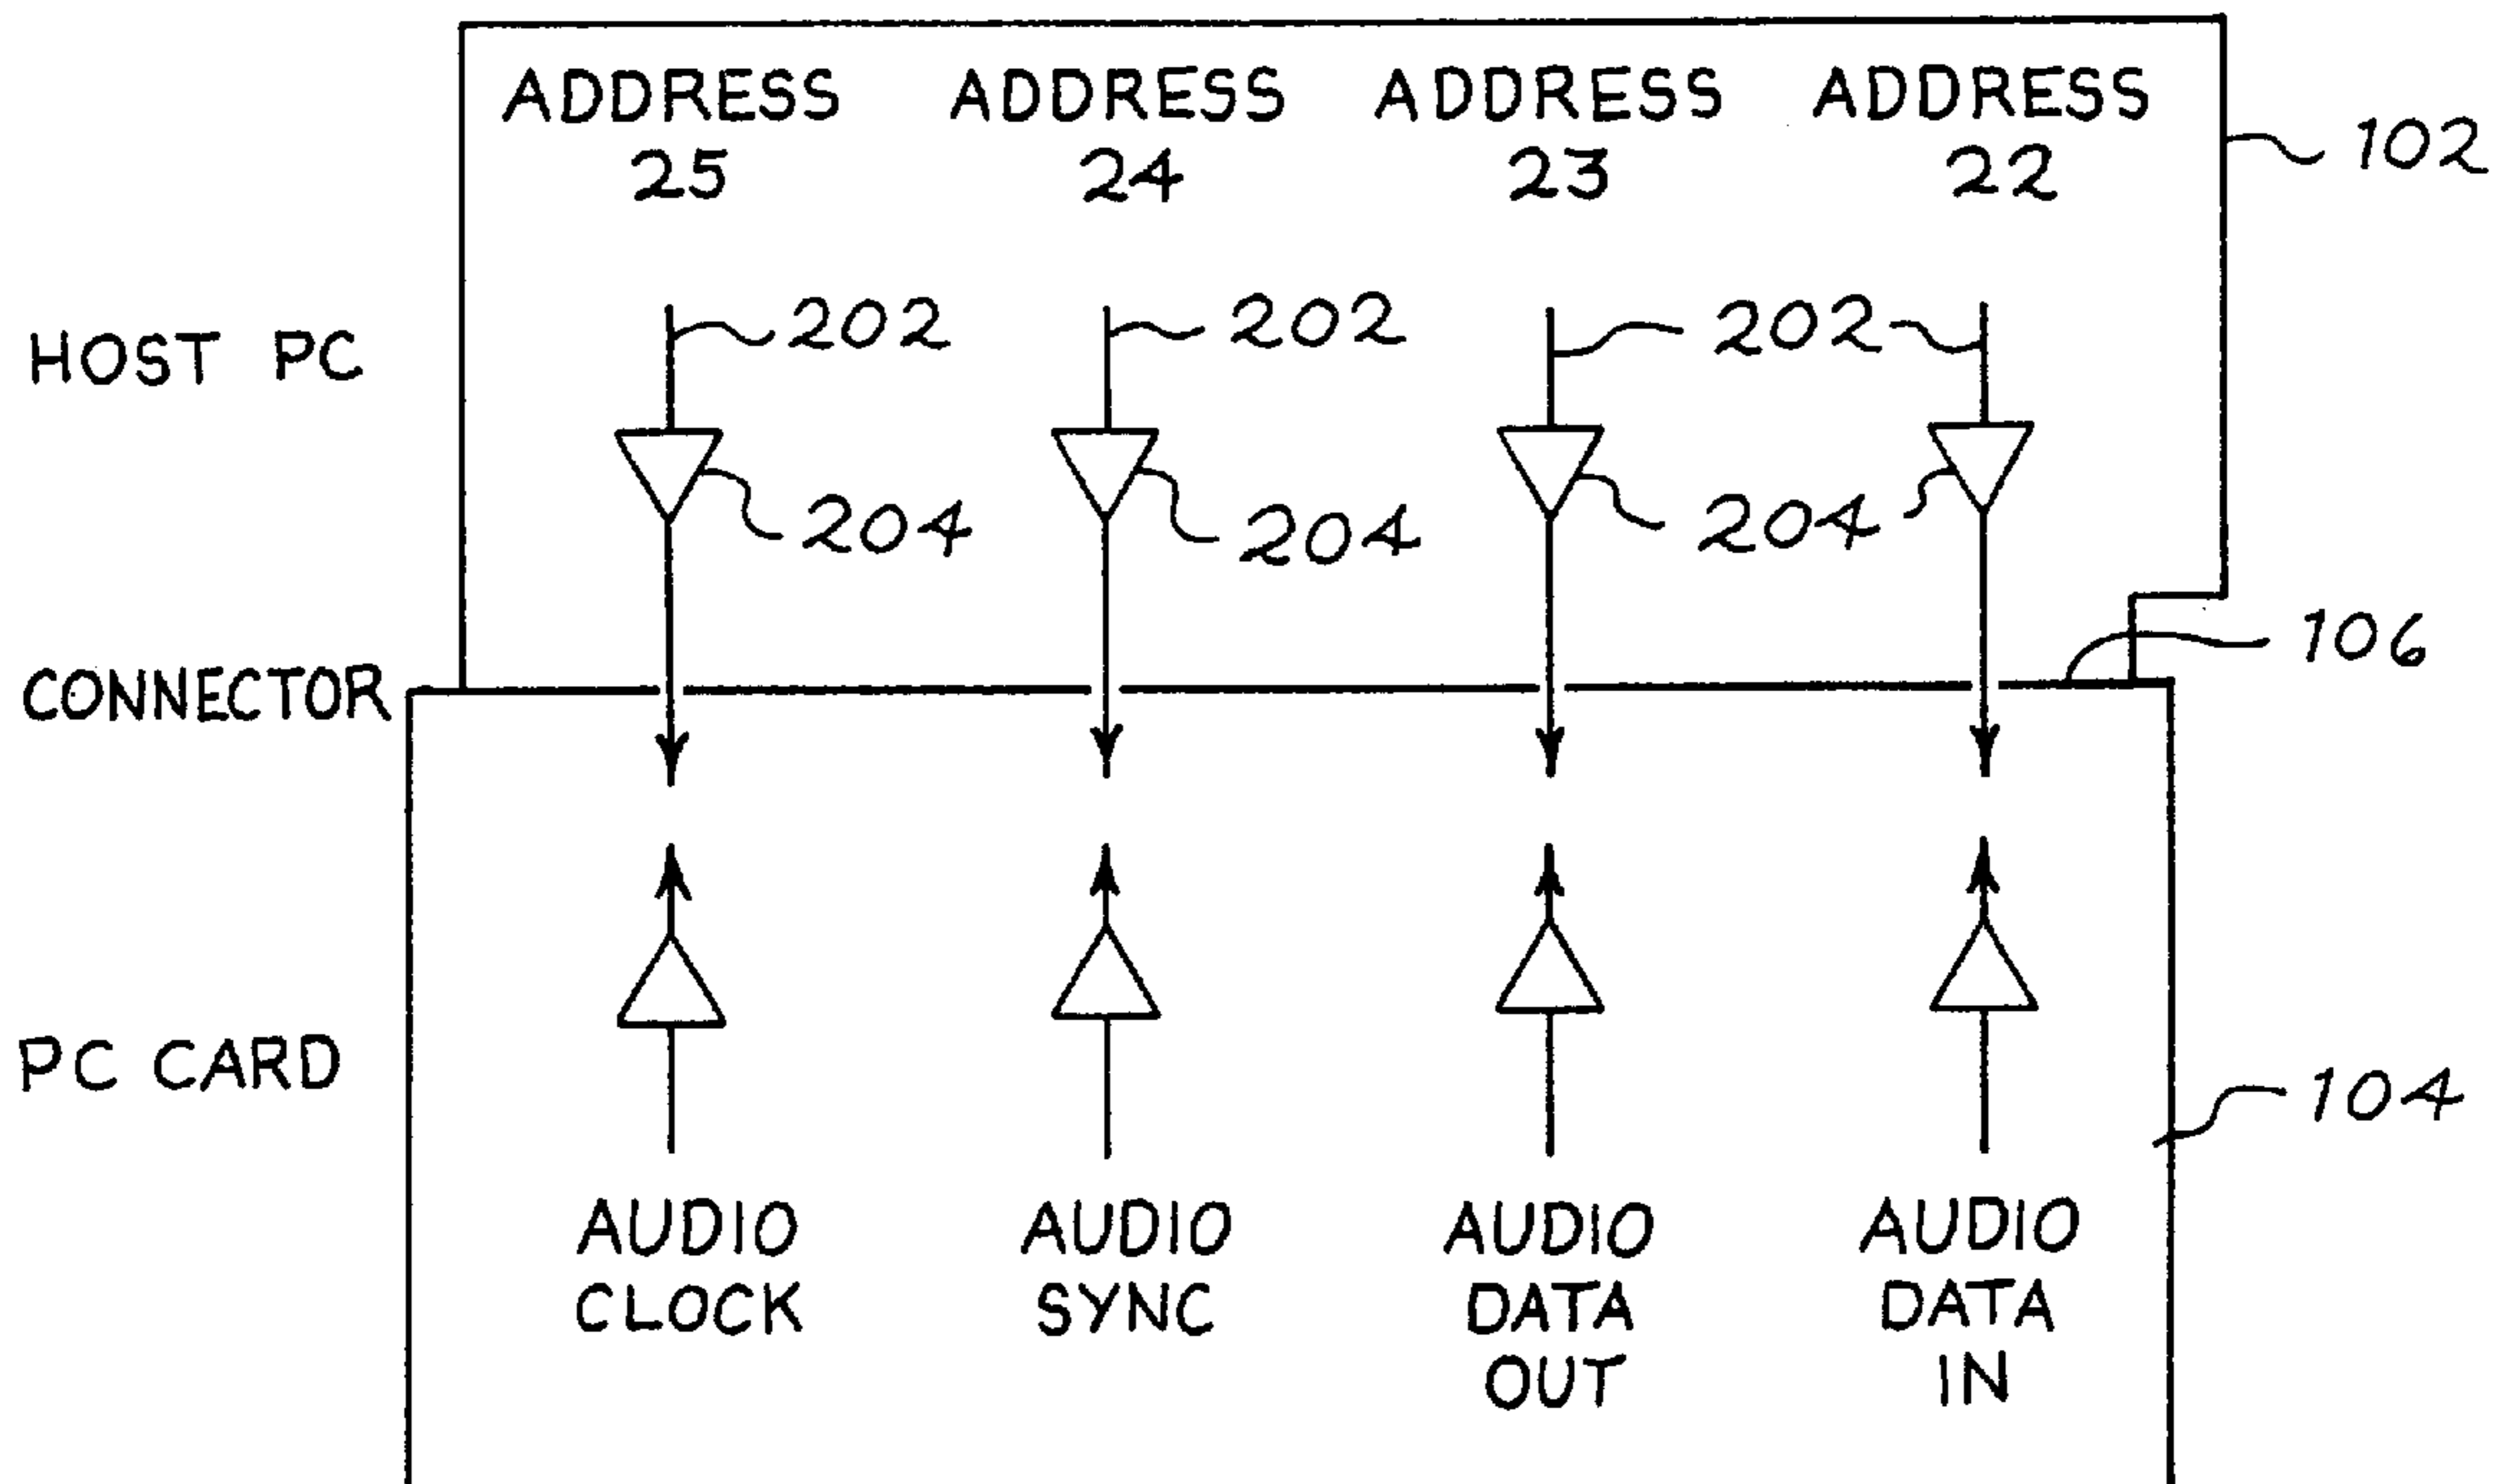 ADDRESS ADDRESS ADDRESS ADDRESS
25 24 23 22
102
HOST PC
202 202 202
204 204 204
106
CONNECTOR
PC CARD
104
AUDIO AUDIO AUDIO AUDIO
CLOCK SYNC DATA DATA
OUT IN